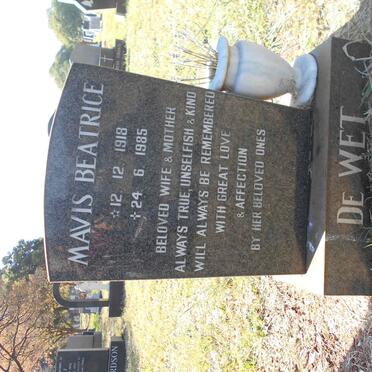 MAVIS BEATRICE
☆ 12 12 1918
✝ 24 6 1985
BELOVED WIFE & MOTHER
ALWAYS TRUE, UNSELFISH & KIND
WILL ALWAYS BE REMEMBERED
WITH GREAT LOVE
& AFFECTION
BY HER BELOVED ONES
DE WET